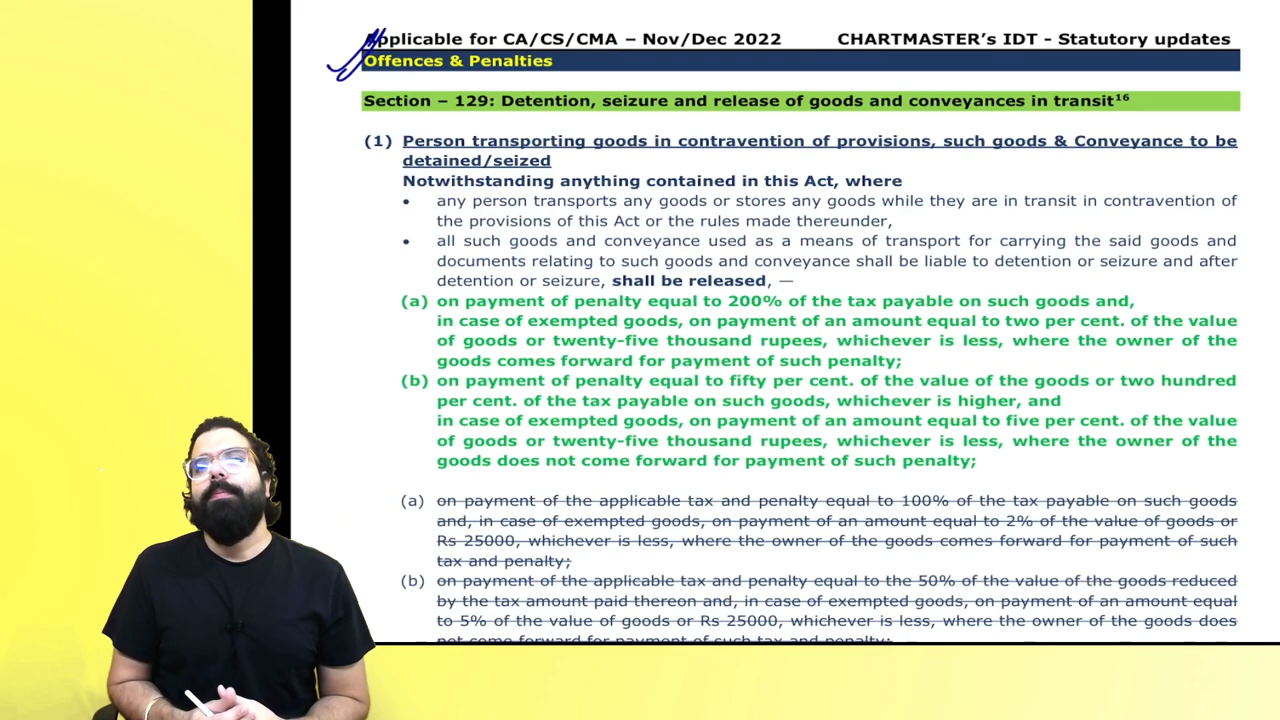 Applicable for CA/CS/CMA – Nov/Dec 2022 CHARTMASTER’s IDT - Statutory updates
Offences & Penalties
Section – 129: Detention, seizure and release of goods and conveyances in transit¹⁶
(1) Person transporting goods in contravention of provisions, such goods & Conveyance to be
detained/seized
Notwithstanding anything contained in this Act, where
• any person transports any goods or stores any goods while they are in transit in contravention of
the provisions of this Act or the rules made thereunder,
• all such goods and conveyance used as a means of transport for carrying the said goods and
documents relating to such goods and conveyance shall be liable to detention or seizure and after
detention or seizure, shall be released, —
(a) on payment of penalty equal to 200% of the tax payable on such goods and,
in case of exempted goods, on payment of an amount equal to two per cent. of the value
of goods or twenty-five thousand rupees, whichever is less, where the owner of the
goods comes forward for payment of such penalty;
(b) on payment of penalty equal to fifty per cent. of the value of the goods or two hundred
per cent. of the tax payable on such goods, whichever is higher, and
in case of exempted goods, on payment of an amount equal to five per cent. of the value
of goods or twenty-five thousand rupees, whichever is less, where the owner of the
goods does not come forward for payment of such penalty;
(a) on payment of the applicable tax and penalty equal to 100% of the tax payable on such goods
and, in case of exempted goods, on payment of an amount equal to 2% of the value of goods or
Rs 25000, whichever is less, where the owner of the goods comes forward for payment of such
tax and penalty;
(b) on payment of the applicable tax and penalty equal to the 50% of the value of the goods reduced
by the tax amount paid thereon and, in case of exempted goods, on payment of an amount equal
to 5% of the value of goods or Rs 25000, whichever is less, where the owner of the goods does
not come forward for payment of such tax and penalty;